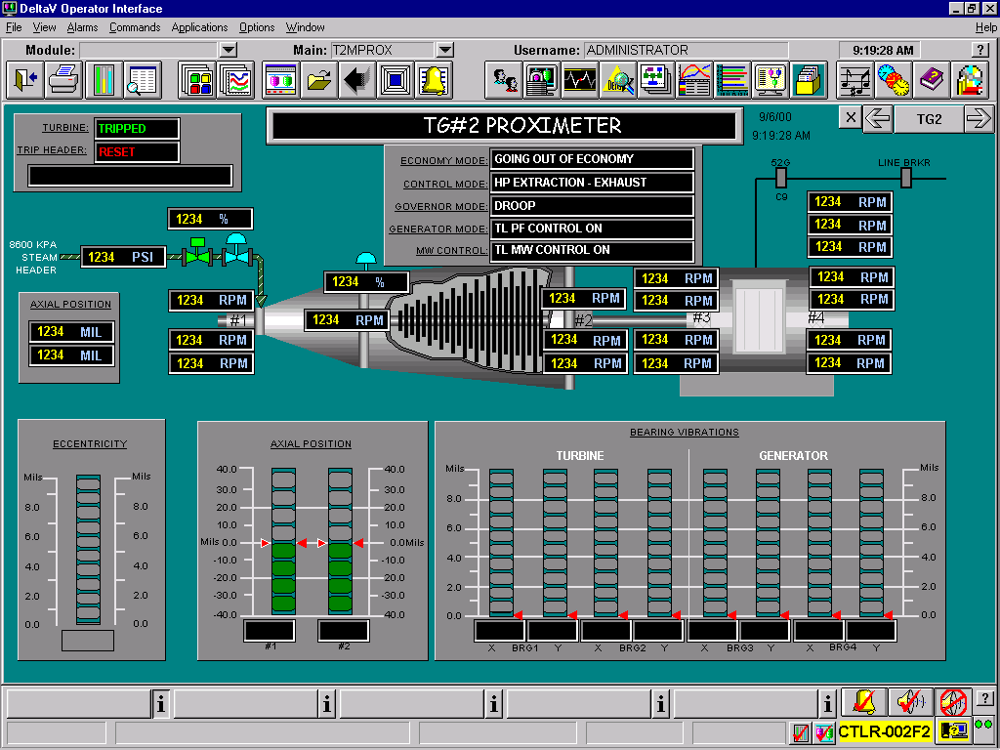 DeltaV Operator Interface
File View Alarms Commands Applications Options Window Help
Module: Main: T2MPROX Username: ADMINISTRATOR 9:19:28 AM ?
TURBINE: TRIPPED
TRIP HEADER: RESET
TG#2 PROXIMETER
9/6/00
9:19:28 AM
X TG2
ECONOMY MODE: GOING OUT OF ECONOMY
CONTROL MODE: HP EXTRACTION - EXHAUST
GOVERNOR MODE: DROOP
GENERATOR MODE: TL PF CONTROL ON
MW CONTROL: TL MW CONTROL ON
52G LINE BRKR
C9
1234 RPM
1234 RPM
1234 RPM
1234 %
8600 KPA
STEAM
HEADER
1234 PSI
1234 %
1234 RPM
1234 RPM
1234 RPM
1234 RPM
1234 RPM
1234 RPM
1234 RPM
#1 #2 #3 #4
AXIAL POSITION
1234 MIL
1234 MIL
1234 RPM
1234 RPM
1234 RPM
1234 RPM
1234 RPM
1234 RPM
1234 RPM
1234 RPM
ECCENTRICITY
Mils Mils
8.0 8.0
6.0 6.0
4.0 4.0
2.0 2.0
0.0 0.0
AXIAL POSITION
40.0 40.0
30.0 30.0
20.0 20.0
10.0 10.0
Mils 0.0 0.0 Mils
-10.0 10.0
-20.0 20.0
-30.0 30.0
-40.0 40.0
#1 #2
BEARING VIBRATIONS
TURBINE GENERATOR
Mils Mils
8.0 8.0
6.0 6.0
4.0 4.0
2.0 2.0
0.0 0.0
X BRG1 Y X BRG2 Y X BRG3 Y X BRG4 Y
i i i i i ?
CTLR-002F2